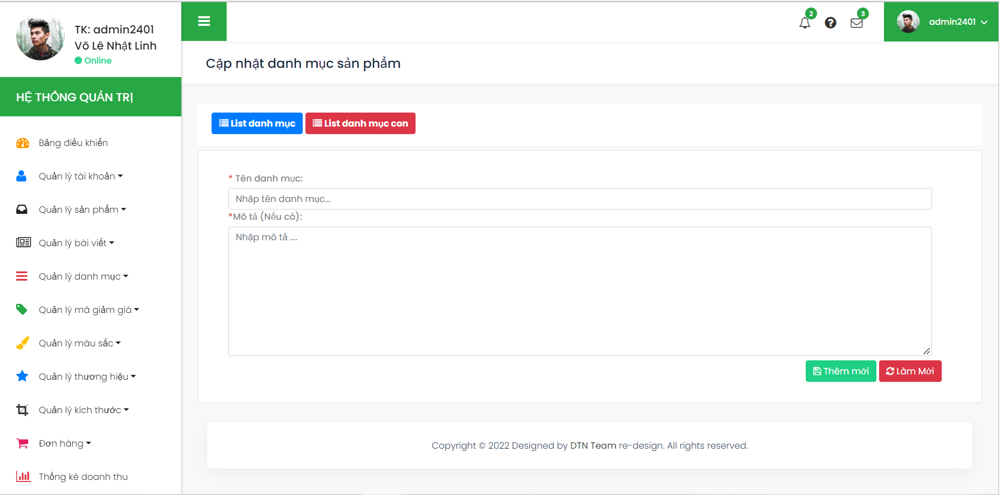 TK: admin2401
Võ Lê Nhật Linh
Online
HỆ THỐNG QUẢN TRỊ
Bảng điều khiển
Quản lý tài khoản
Quản lý sản phẩm
Quản lý bài viết
Quản lý danh mục
Quản lý mã giảm giá
Quản lý màu sắc
Quản lý thương hiệu
Quản lý kích thước
Đơn hàng
Thống kê doanh thu
2
3
admin2401
Cập nhật danh mục sản phẩm
List danh mục
List danh mục con
* Tên danh mục:
Nhập tên danh mục...
*Mô tả (Nếu có):
Nhập mô tả ....
Thêm mới
Làm Mới
Copyright © 2022 Designed by DTN Team re-design. All rights reserved.